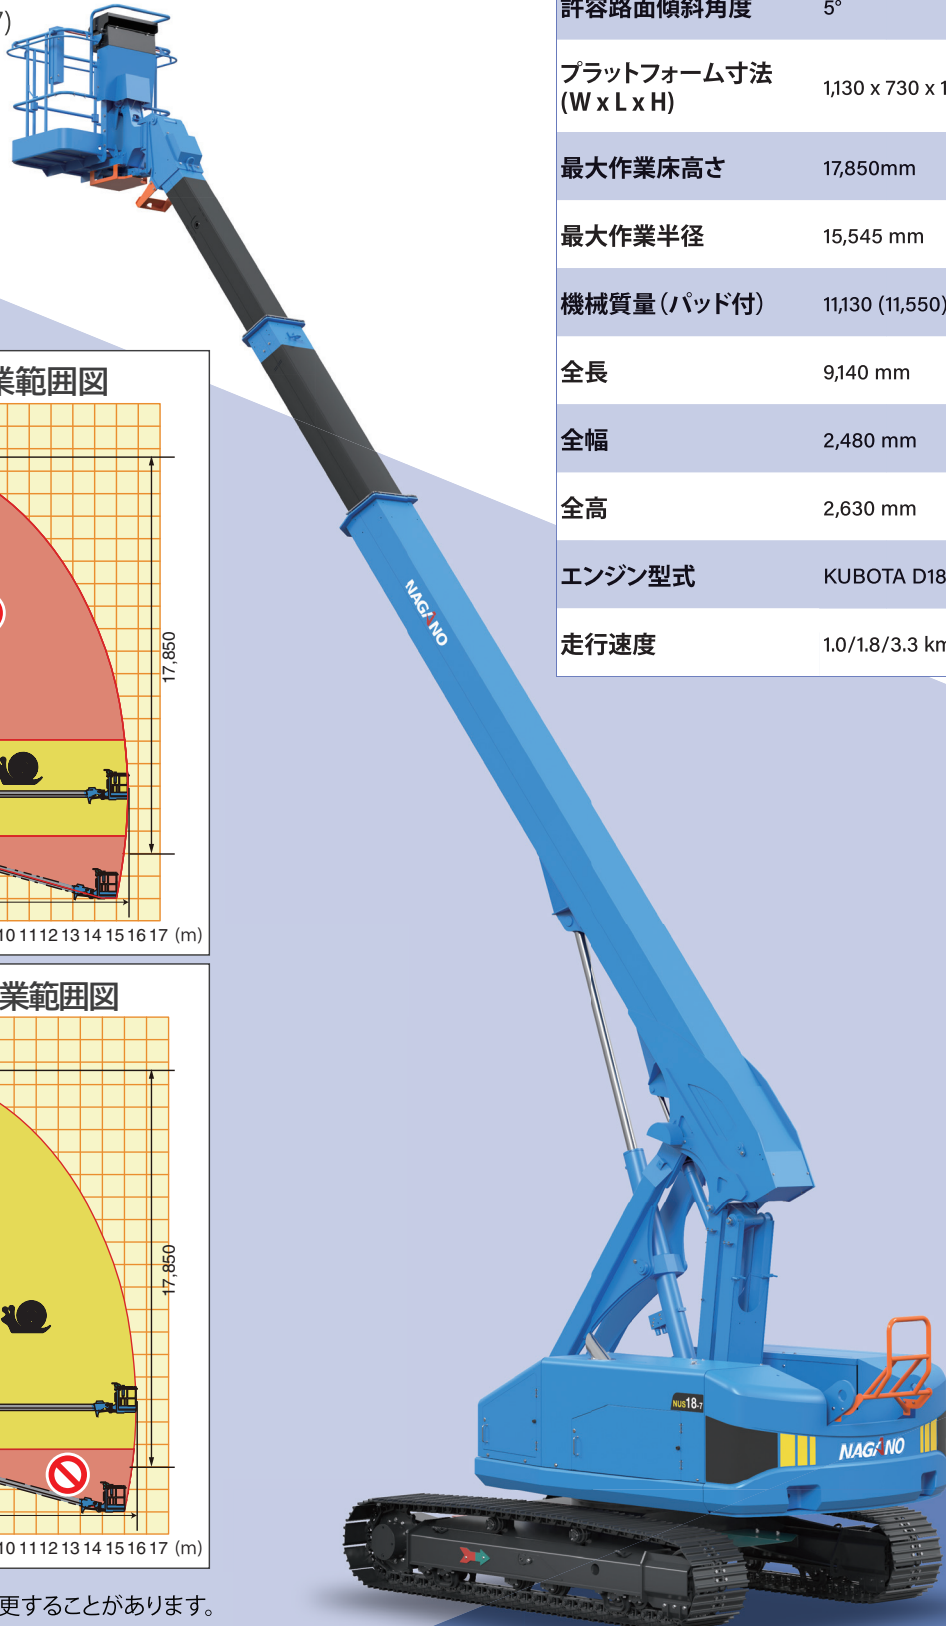 許容路面傾斜角度 5°
プラットフォーム寸法
(W x L x H) 1,130 x 730 x 1
最大作業床高さ 17,850mm
最大作業半径 15,545 mm
機械質量（パッド付） 11,130 (11,550)
全長 9,140 mm
全幅 2,480 mm
全高 2,630 mm
エンジン型式 KUBOTA D18
走行速度 1.0/1.8/3.3 km
業範囲図
17,850
10 11 12 13 14 15 16 17 (m)
業範囲図
17,850
10 11 12 13 14 15 16 17 (m)
更することがあります。
NAGANO
NUS18-7
NAGANO